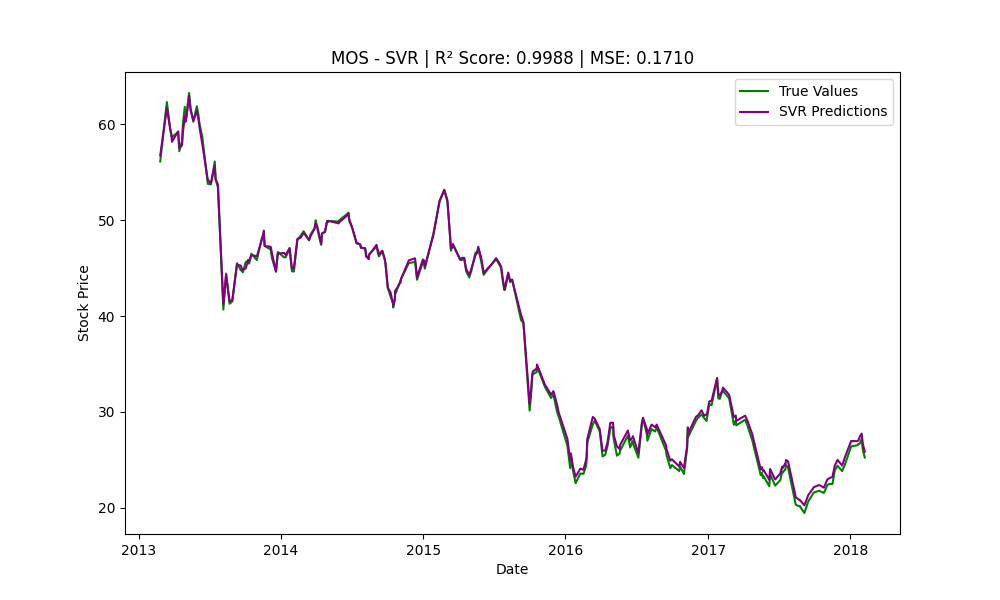 MOS - SVR | R² Score: 0.9988 | MSE: 0.1710
True Values
SVR Predictions
Stock Price
60
50
40
30
20
2013 2014 2015 2016 2017 2018
Date